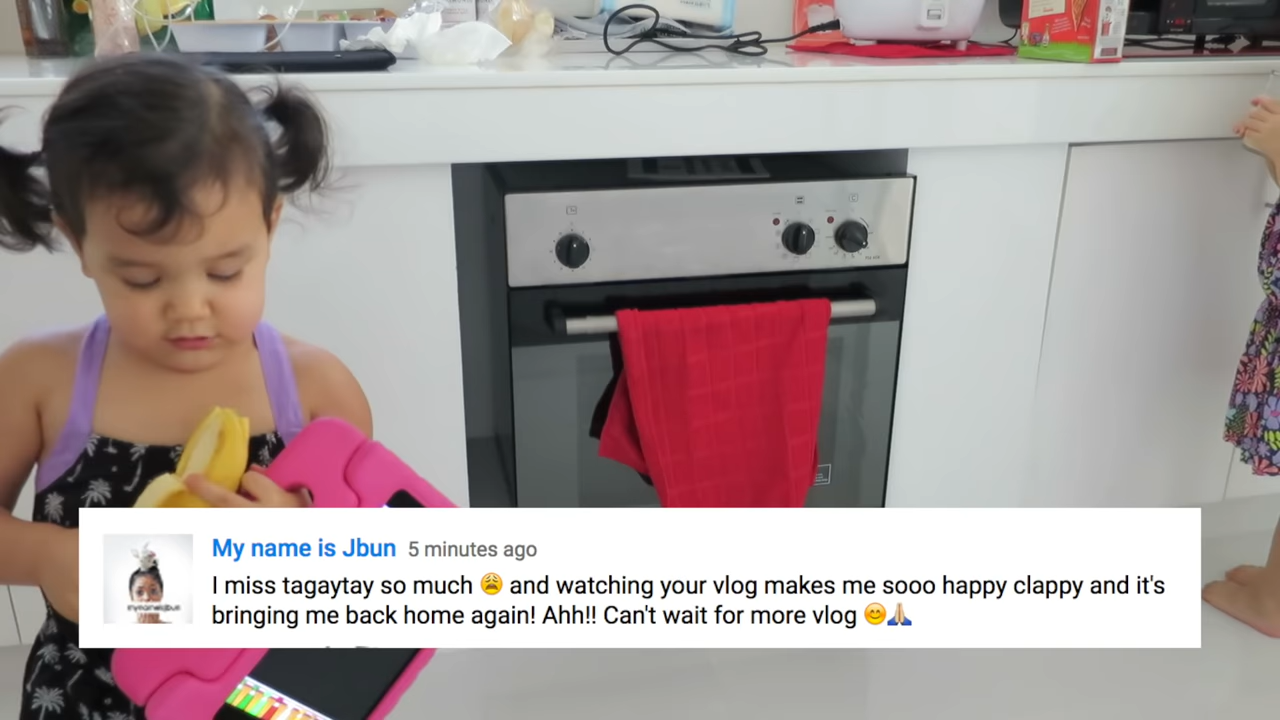 My name is Jbun 5 minutes ago
I miss tagaytay so much 😩 and watching your vlog makes me sooo happy clappy and it's
bringing me back home again! Ahh!! Can't wait for more vlog 😊🙏🏼